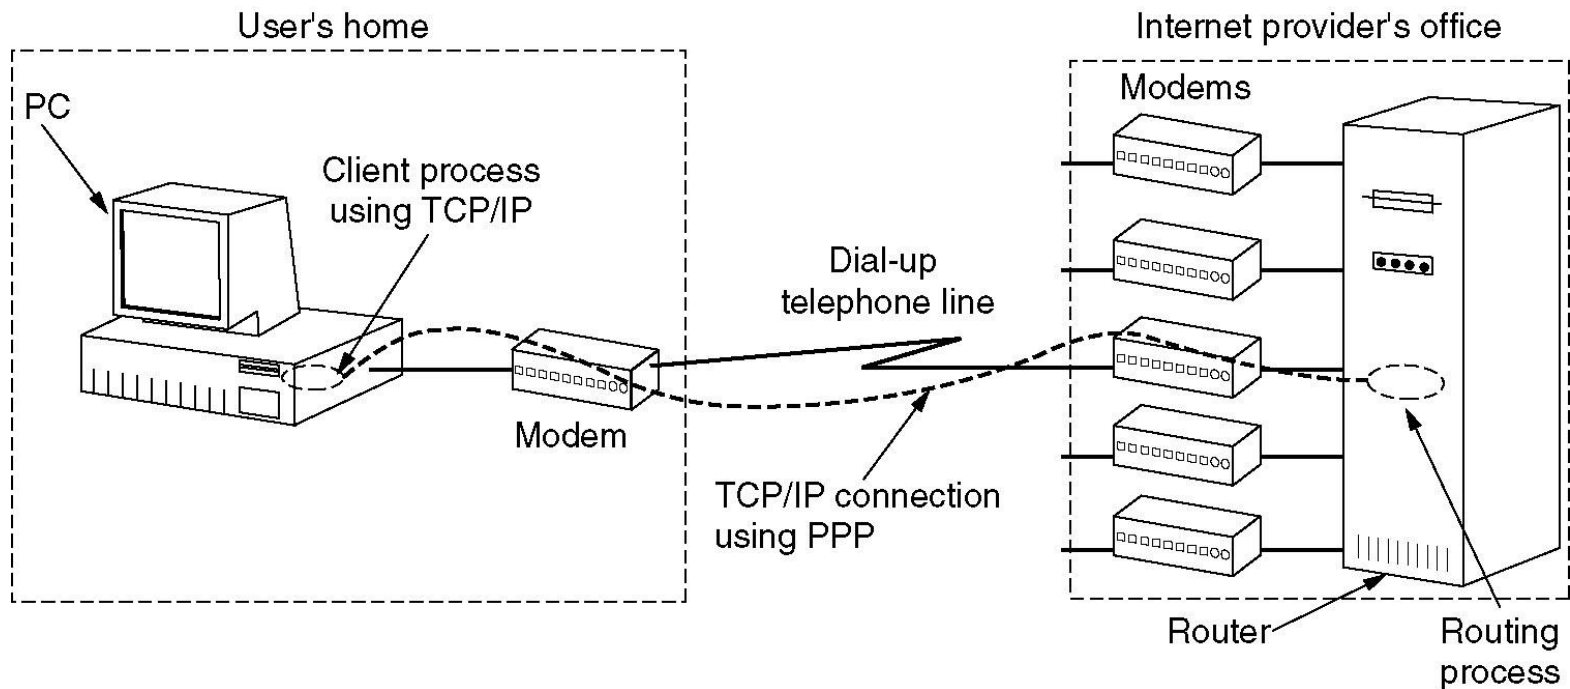 User's home
Internet provider's office
PC
Client process
using TCP/IP
Modems
Dial-up
telephone line
Modem
TCP/IP connection
using PPP
Router
Routing
process